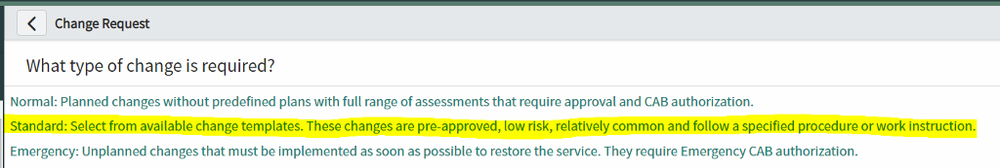 Change Request
What type of change is required?
Normal: Planned changes without predefined plans with full range of assessments that require approval and CAB authorization.
Standard: Select from available change templates. These changes are pre-approved, low risk, relatively common and follow a specified procedure or work instruction.
Emergency: Unplanned changes that must be implemented as soon as possible to restore the service. They require Emergency CAB authorization.